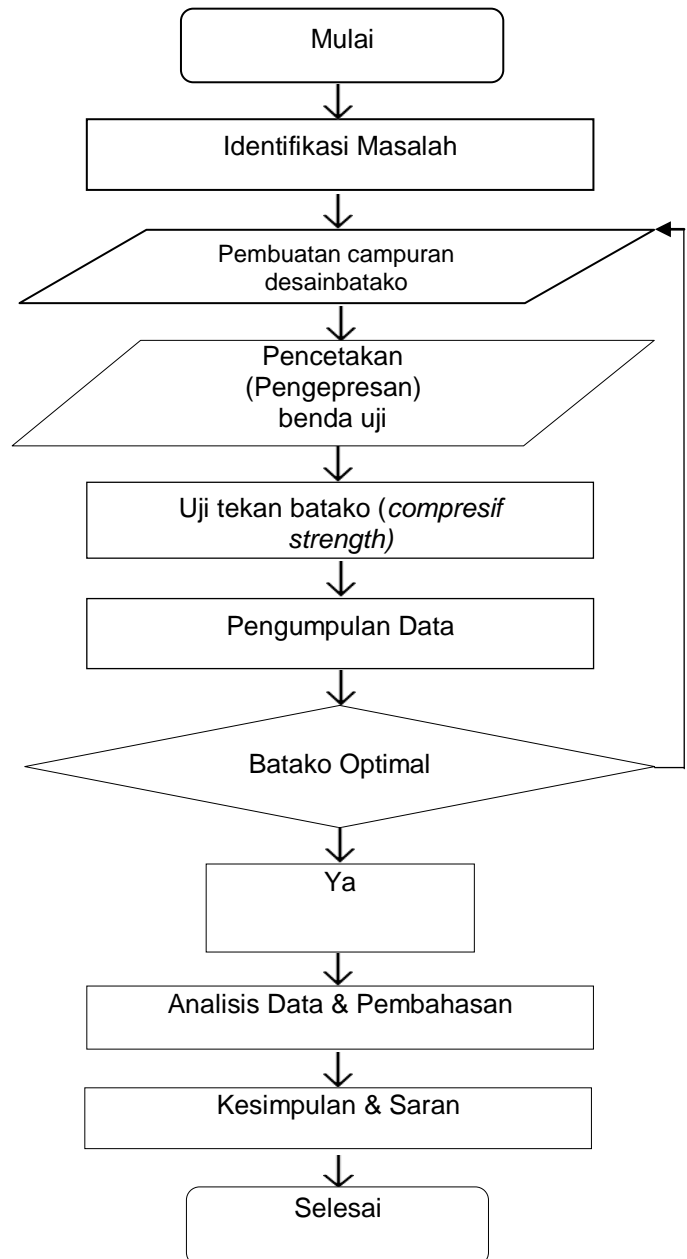 Mulai
Identifikasi Masalah
Pembuatan campuran
desainbatako
Pencetakan
(Pengepresan)
benda uji
Uji tekan batako (compresif
strength)
Pengumpulan Data
Batako Optimal
Ya
Analisis Data & Pembahasan
Kesimpulan & Saran
Selesai